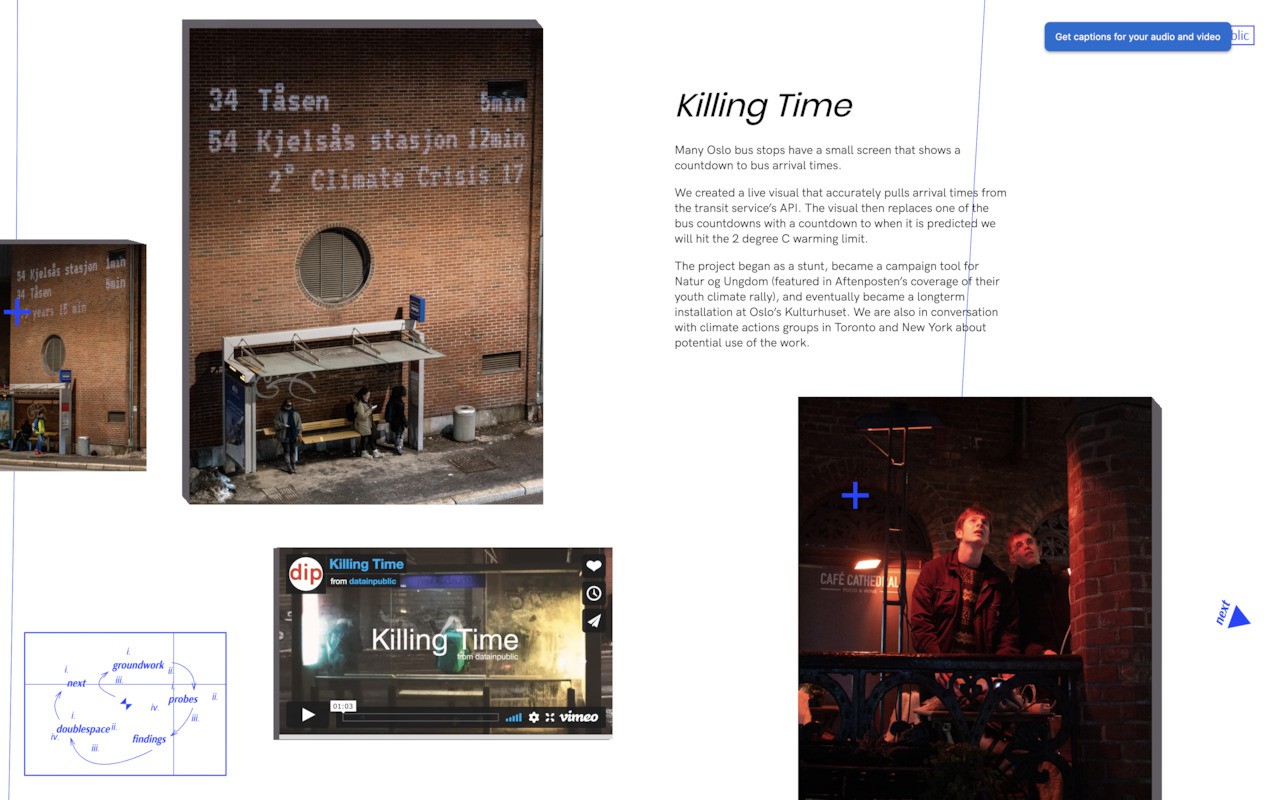 Get captions for your audio and video
blic
34 Tåsen 5min
54 Kjelsås stasjon 12min
2° Climate Crisis 17
Killing Time
Many Oslo bus stops have a small screen that shows a
countdown to bus arrival times.
We created a live visual that accurately pulls arrival times from
the transit service's API. The visual then replaces one of the
bus countdowns with a countdown to when it is predicted we
will hit the 2 degree C warming limit.
The project began as a stunt, became a campaign tool for
Natur og Ungdom (featured in Aftenposten's coverage of their
youth climate rally), and eventually became a longterm
installation at Oslo's Kulturhuset. We are also in conversation
with climate actions groups in Toronto and New York about
potential use of the work.
54 Kjelsås stasjon 1min
34 Tåsen 8min
years 15 min
dip
Killing Time
from datainpublic
Killing Time
from datainpublic
01:03
vimeo
CAFÉ CATHEDRAL
next
i.
groundwork
i.
ii.
next
iii.
i.
probes
ii.
iv.
i.
iii.
doublespace
ii.
iv.
findings
iii.